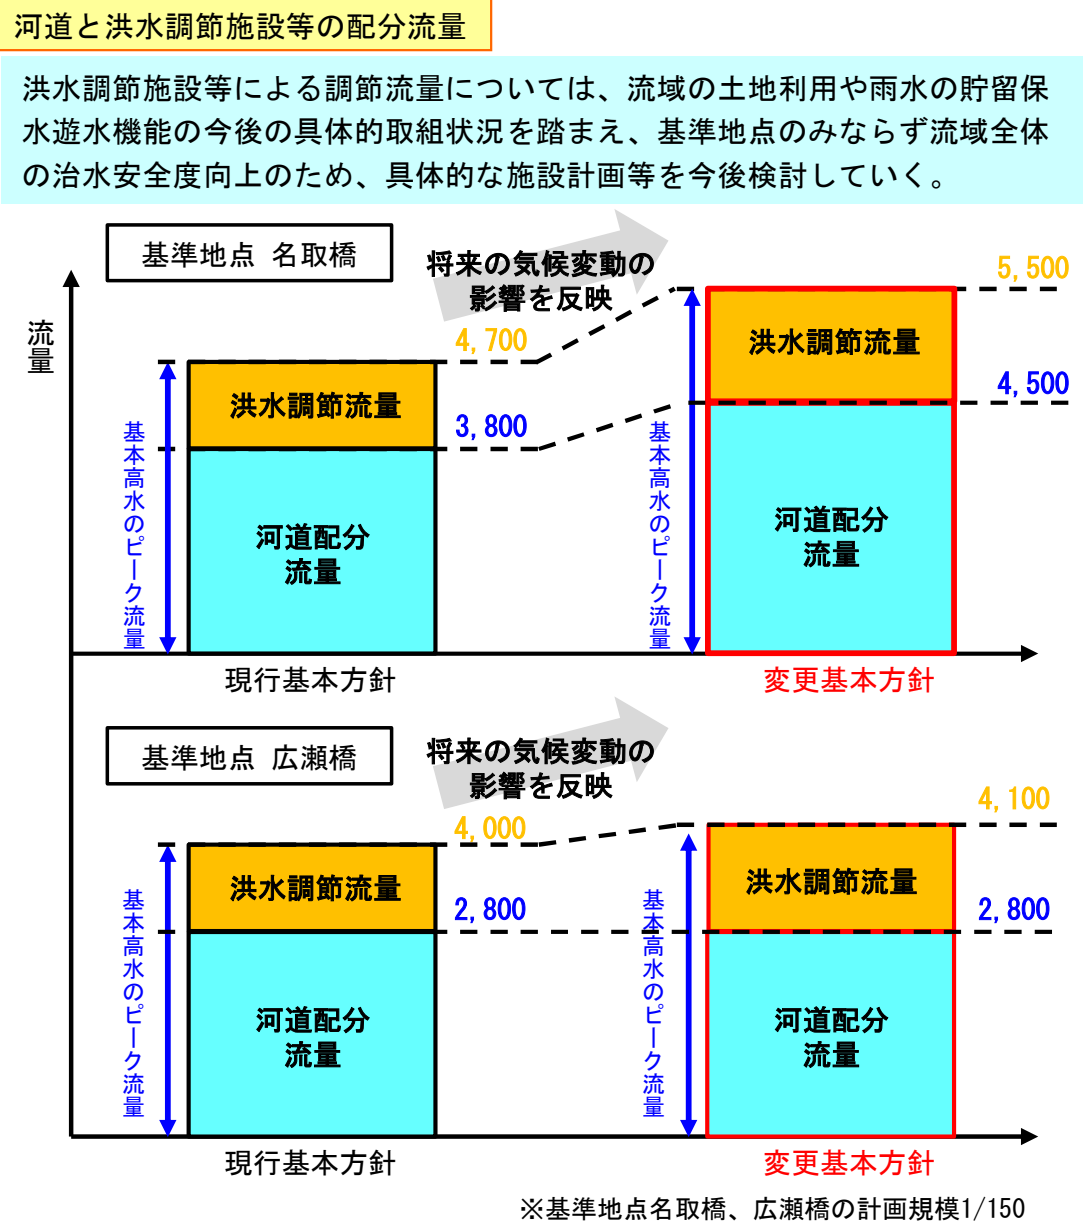 河道と洪水調節施設等の配分流量
洪水調節施設等による調節流量については、流域の土地利用や雨水の貯留保
水遊水機能の今後の具体的取組状況を踏まえ、基準地点のみならず流域全体
の治水安全度向上のため、具体的な施設計画等を今後検討していく。
基準地点 名取橋
将来の気候変動の
影響を反映
流量
5,500
4,700
洪水調節流量
洪水調節流量
4,500
3,800
基本高水のピーク流量
基本高水のピーク流量
河道配分
流量
河道配分
流量
現行基本方針
変更基本方針
基準地点 広瀬橋
将来の気候変動の
影響を反映
4,100
4,000
洪水調節流量
洪水調節流量
2,800
2,800
基本高水のピーク流量
基本高水のピーク流量
河道配分
流量
河道配分
流量
現行基本方針
変更基本方針
※基準地点名取橋、広瀬橋の計画規模1/150